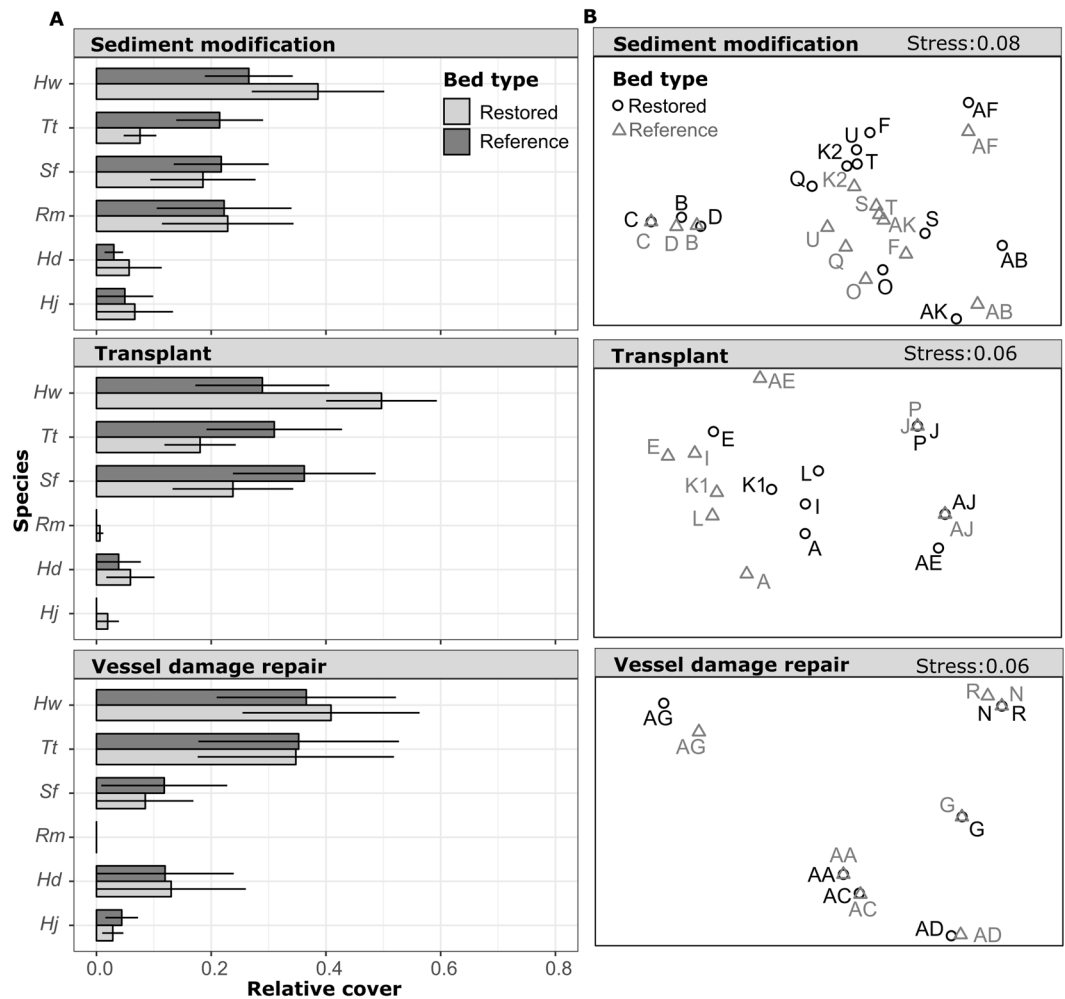 A
Sediment modification
Hw
Tt
Sf
Rm
Hd
Hj
Bed type
Restored
Reference
Transplant
Hw
Tt
Sf
Rm
Hd
Hj
Species
Vessel damage repair
Hw
Tt
Sf
Rm
Hd
Hj
0.0 0.2 0.4 0.6 0.8
Relative cover
B
Sediment modification Stress:0.08
Bed type
Restored
Reference
AF
AF
U F
K2 T
Q K2
S T
C B D
C D B
U AK S
Q F
AB
O O
AK AB
Transplant Stress:0.06
AE
P
J J
P
E
E I
K1 K1 L
L I
A
A
AJ
AJ
AE
Vessel damage repair Stress:0.06
R N
N R
AG
AG
G
G
AA
AA
AC
AC
AD AD